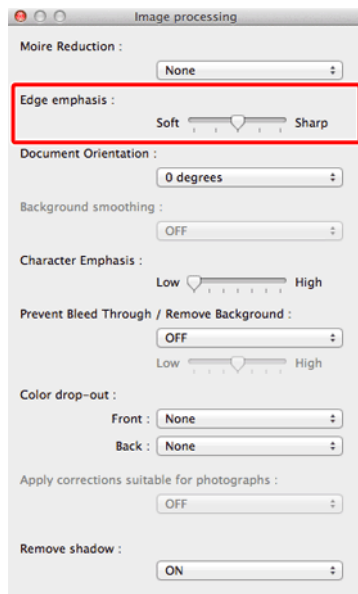 Image processing
Moire Reduction :
None
Edge emphasis :
Soft Sharp
Document Orientation :
0 degrees
Background smoothing :
OFF
Character Emphasis :
Low High
Prevent Bleed Through / Remove Background :
OFF
Low High
Color drop-out :
Front : None
Back : None
Apply corrections suitable for photographs :
OFF
Remove shadow :
ON